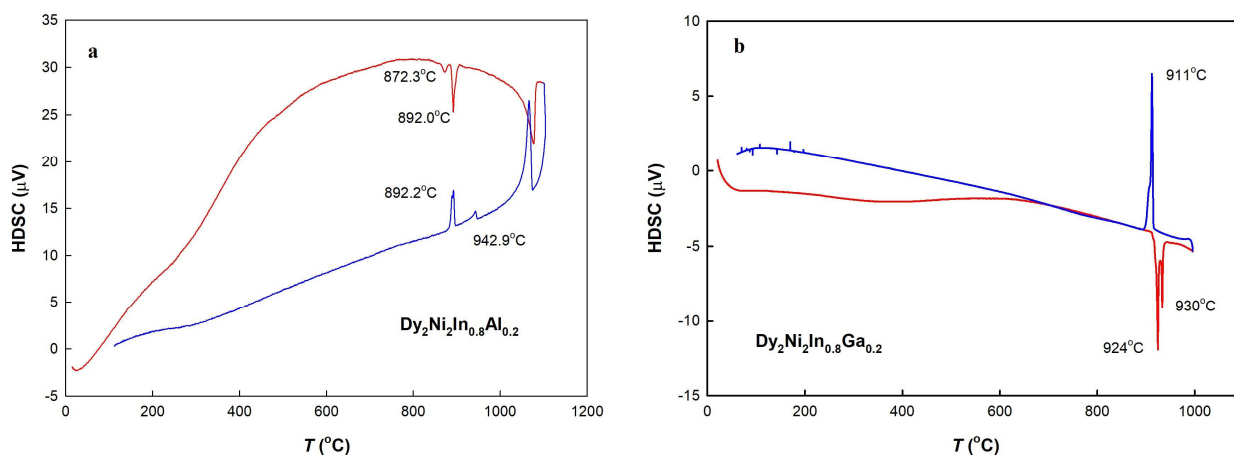 a
35
30
25
20
15
10
5
0
-5
HDSC (μV)
872.3°C
892.0°C
892.2°C
942.9°C
Dy₂Ni₂In₀.₈Al₀.₂
0 200 400 600 800 1000 1200
T (°C)
b
10
5
0
-5
-10
-15
HDSC (μV)
911°C
930°C
924°C
Dy₂Ni₂In₀.₈Ga₀.₂
0 200 400 600 800 1000
T (°C)